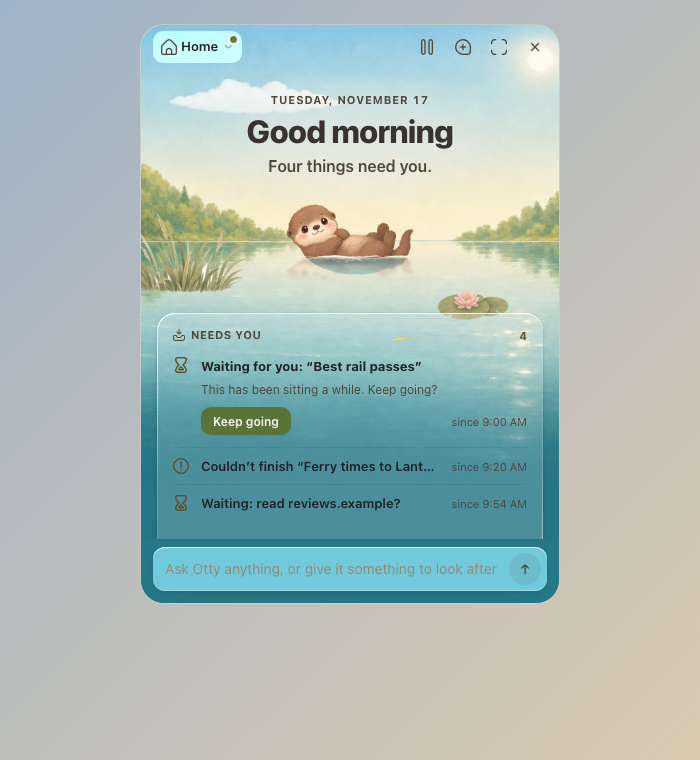 Home
TUESDAY, NOVEMBER 17
Good morning
Four things need you.
NEEDS YOU
4
Waiting for you: “Best rail passes”
This has been sitting a while. Keep going?
Keep going
since 9:00 AM
Couldn’t finish “Ferry times to Lant...
since 9:20 AM
Waiting: read reviews.example?
since 9:54 AM
Ask Otty anything, or give it something to look after